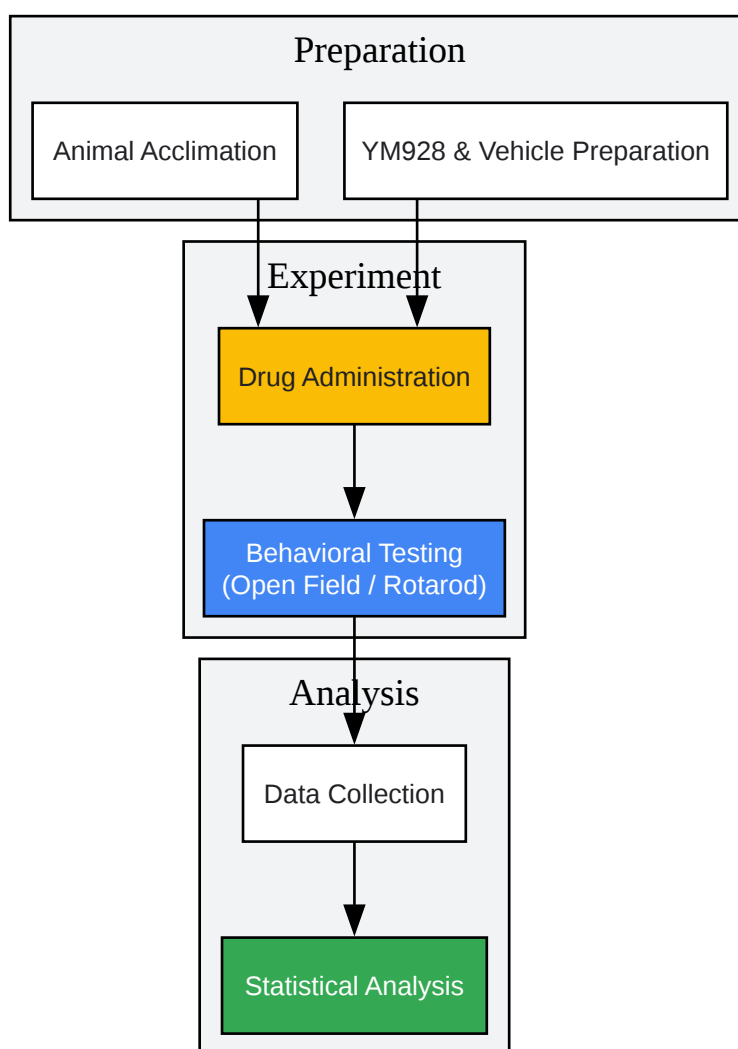 Preparation
Animal Acclimation
YM928 & Vehicle Preparation
Experiment
Drug Administration
Behavioral Testing
(Open Field / Rotarod)
Analysis
Data Collection
Statistical Analysis